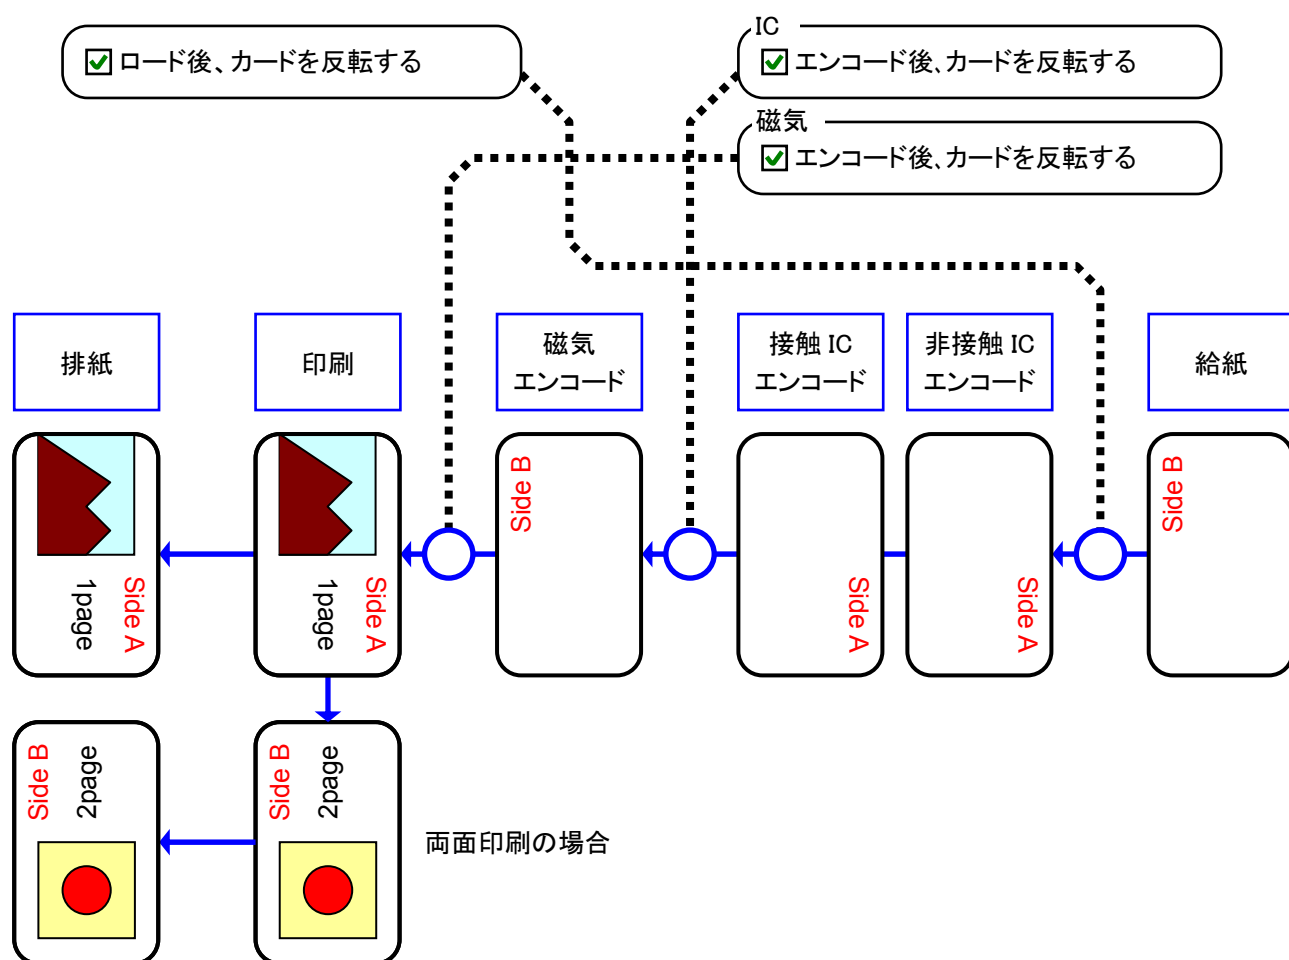 ロード後、カードを反転する
IC
エンコード後、カードを反転する
磁気
エンコード後、カードを反転する
排紙
印刷
磁気
エンコード
接触 IC
エンコード
非接触 IC
エンコード
給紙
Side A
1page
Side A
1page
Side B
Side A
Side A
Side B
Side B
2page
Side B
2page
両面印刷の場合